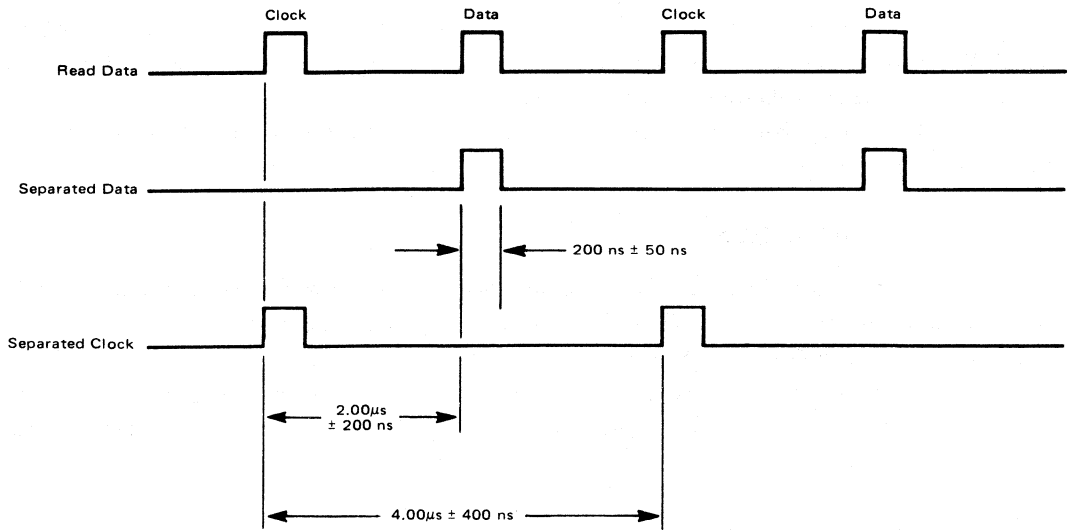 Clock Data Clock Data
Read Data
Separated Data
200 ns ± 50 ns
Separated Clock
2.00μs
± 200 ns
4.00μs ± 400 ns